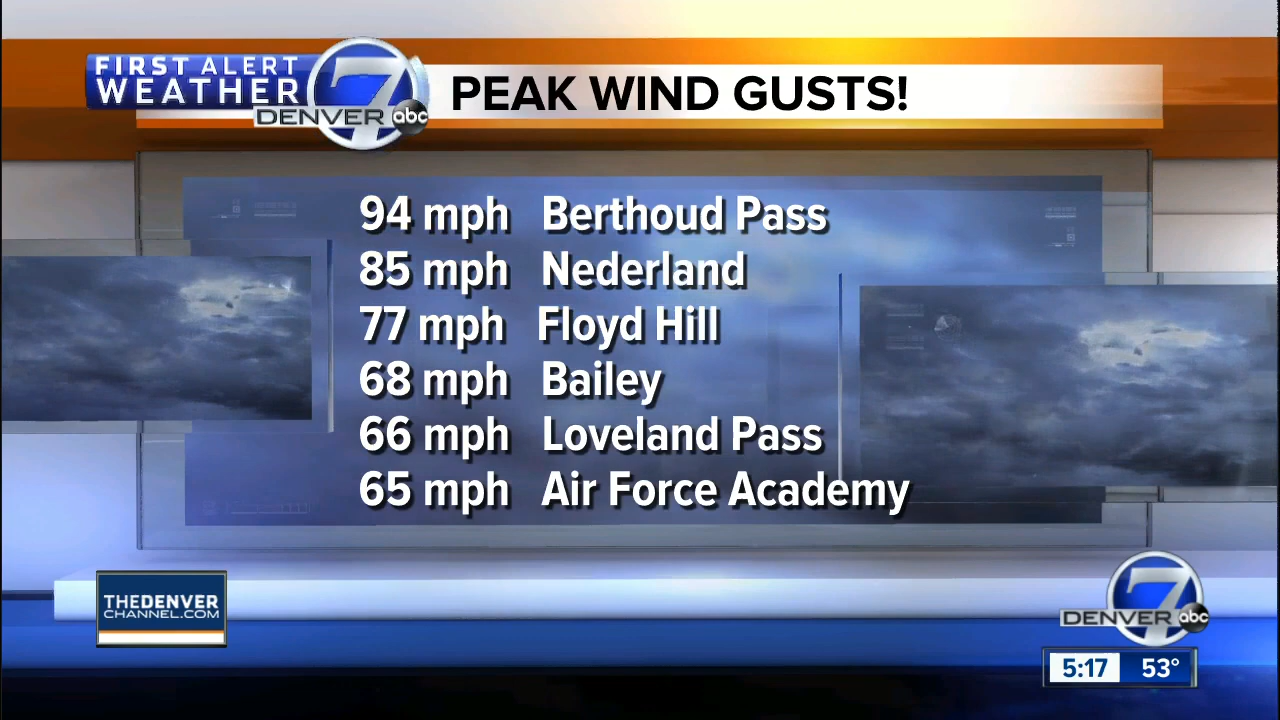 FIRST ALERT
WEATHER
7
DENVER abc
PEAK WIND GUSTS!
94 mph Berthoud Pass
85 mph Nederland
77 mph Floyd Hill
68 mph Bailey
66 mph Loveland Pass
65 mph Air Force Academy
THEDENVER
CHANNEL.COM
7
DENVER abc
5:17 53°